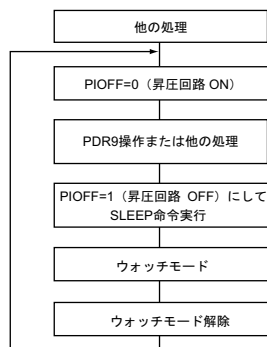 他の処理
PIOFF=0（昇圧回路 ON）
PDR9操作または他の処理
PIOFF=1（昇圧回路 OFF）にして
SLEEP命令実行
ウォッチモード
ウォッチモード解除